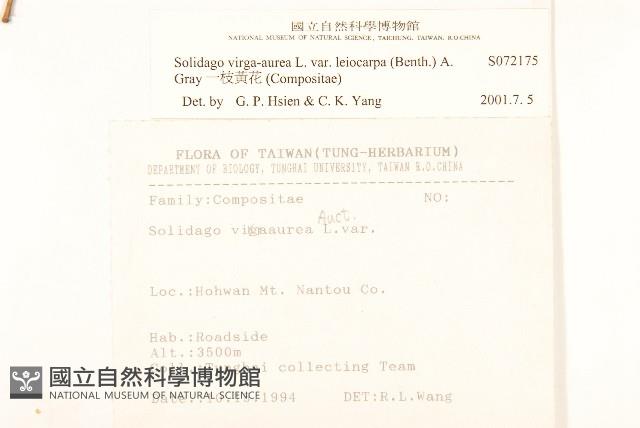 國立自然科學博物館
NATIONAL MUSEUM OF NATURAL SCIENCE, TAICHUNG, TAIWAN, R.O.CHINA
Solidago virga-aurea L. var. leiocarpa (Benth.) A. S072175
Gray 一枝黃花 (Compositae)
Det. by G. P. Hsien & C. K. Yang 2001.7. 5
FLORA OF TAIWAN(TUNG-HERBARIUM)
DEPARTMENT OF BIOLOGY, TUNGHAI UNIVERSITY, TAIWAN R.O.CHINA
Family:Compositae NO:
Auct.
Solidago L.var.
Loc.:Hohwan Mt. Nantou Co.
Hab.:Roadside
Alt.:3500m
collecting Team
國立自然科學博物館
NATIONAL MUSEUM OF NATURAL SCIENCE
1994 DET:R.L.Wang